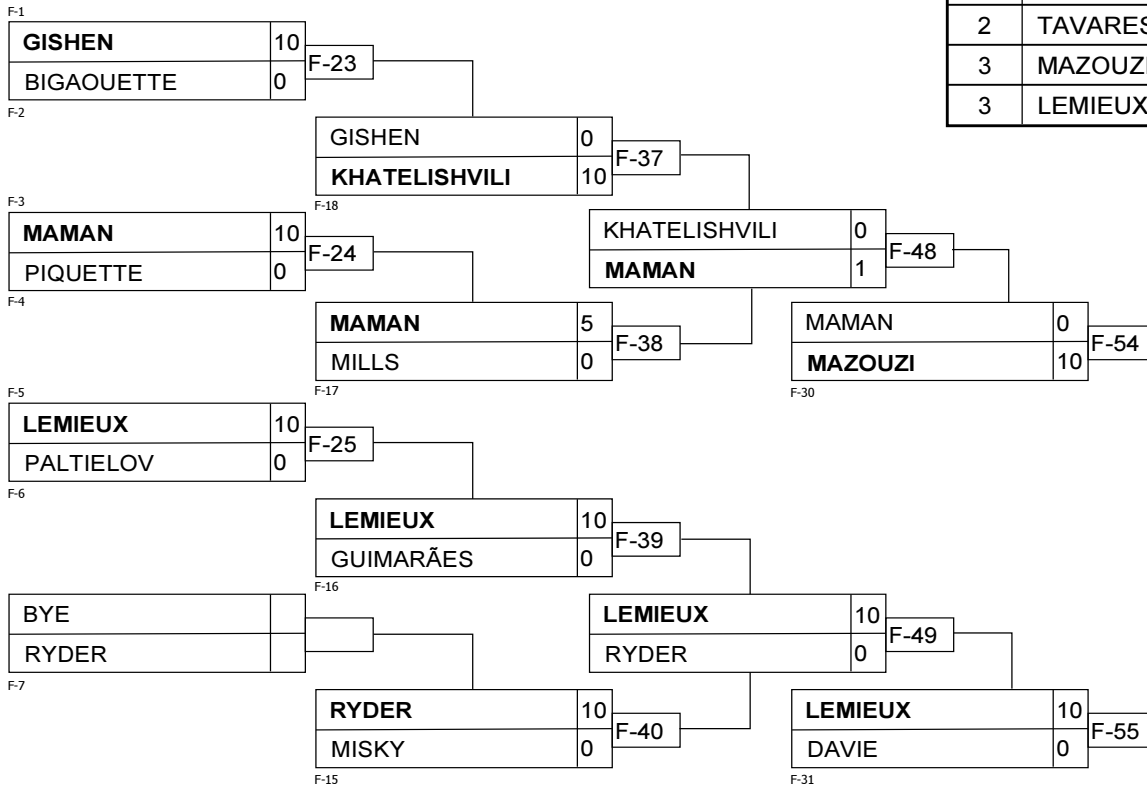 F-1
GISHEN 10
BIGAOUETTE 0
F-23
F-2
2 TAVARES
3 MAZOUZI
3 LEMIEUX
GISHEN 0
KHATELISHVILI 10
F-37
F-18
F-3
MAMAN 10
PIQUETTE 0
F-24
F-4
KHATELISHVILI 0
MAMAN 1
F-48
MAMAN 5
MILLS 0
F-38
F-17
MAMAN 0
MAZOUZI 10
F-54
F-30
F-5
LEMIEUX 10
PALTIELOV 0
F-25
F-6
LEMIEUX 10
GUIMARÃES 0
F-39
F-16
BYE
RYDER
F-7
LEMIEUX 10
RYDER 0
F-49
RYDER 10
MISKY 0
F-40
F-15
LEMIEUX 10
DAVIE 0
F-55
F-31